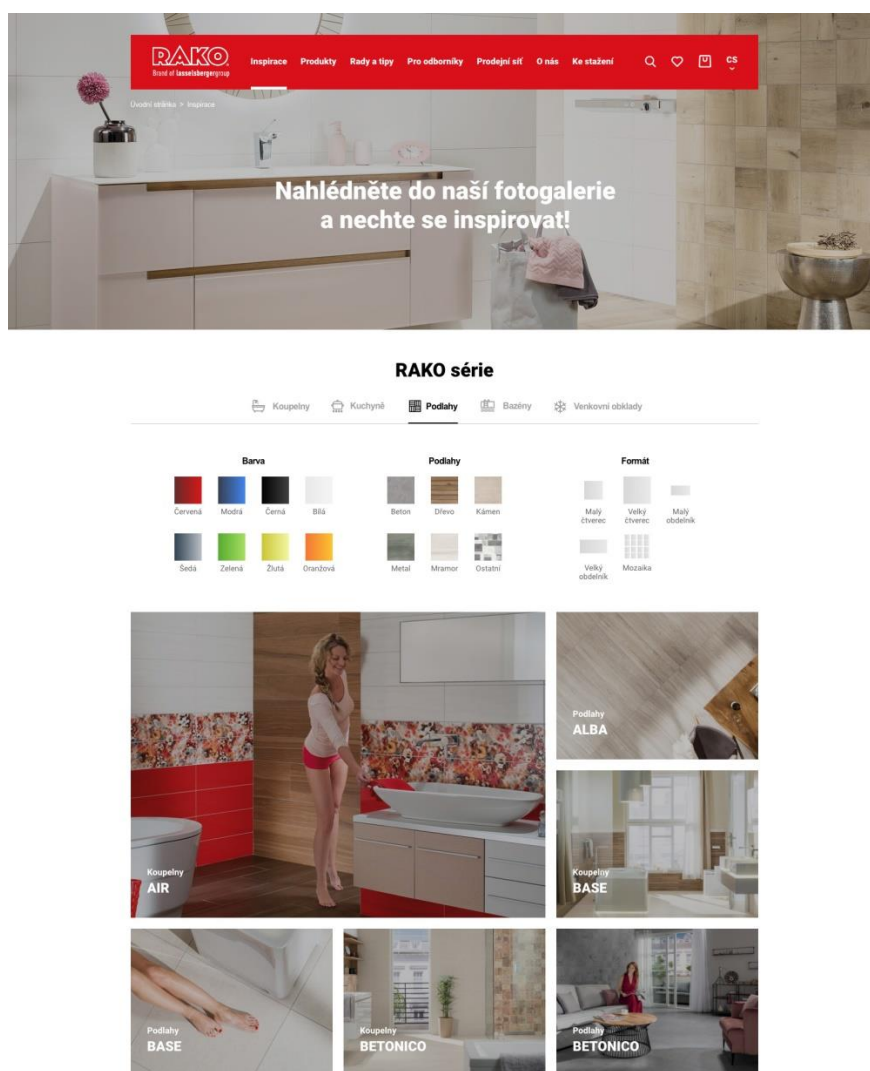 RAKO
Brand of lasselsbergergroup
Inspirace Produkty Rady a tipy Pro odborníky Prodejní síť O nás Ke stažení CS
Úvodní stránka > Inspirace
Nahlédněte do naší fotogalerie
a nechte se inspirovat!
RAKO série
Koupelny Kuchyně Podlahy Bazény Venkovní obklady
Barva Podlahy Formát
Červená Modrá Černá Bílá Beton Dřevo Kámen Malý čtverec Velký čtverec Malý obdelník
Šedá Zelená Žlutá Oranžová Metal Mramor Ostatní Velký obdelník Mozaika
Podlahy
ALBA
Koupelny
AIR
Koupelny
BASE
Podlahy
BASE
Koupelny
BETONICO
Podlahy
BETONICO